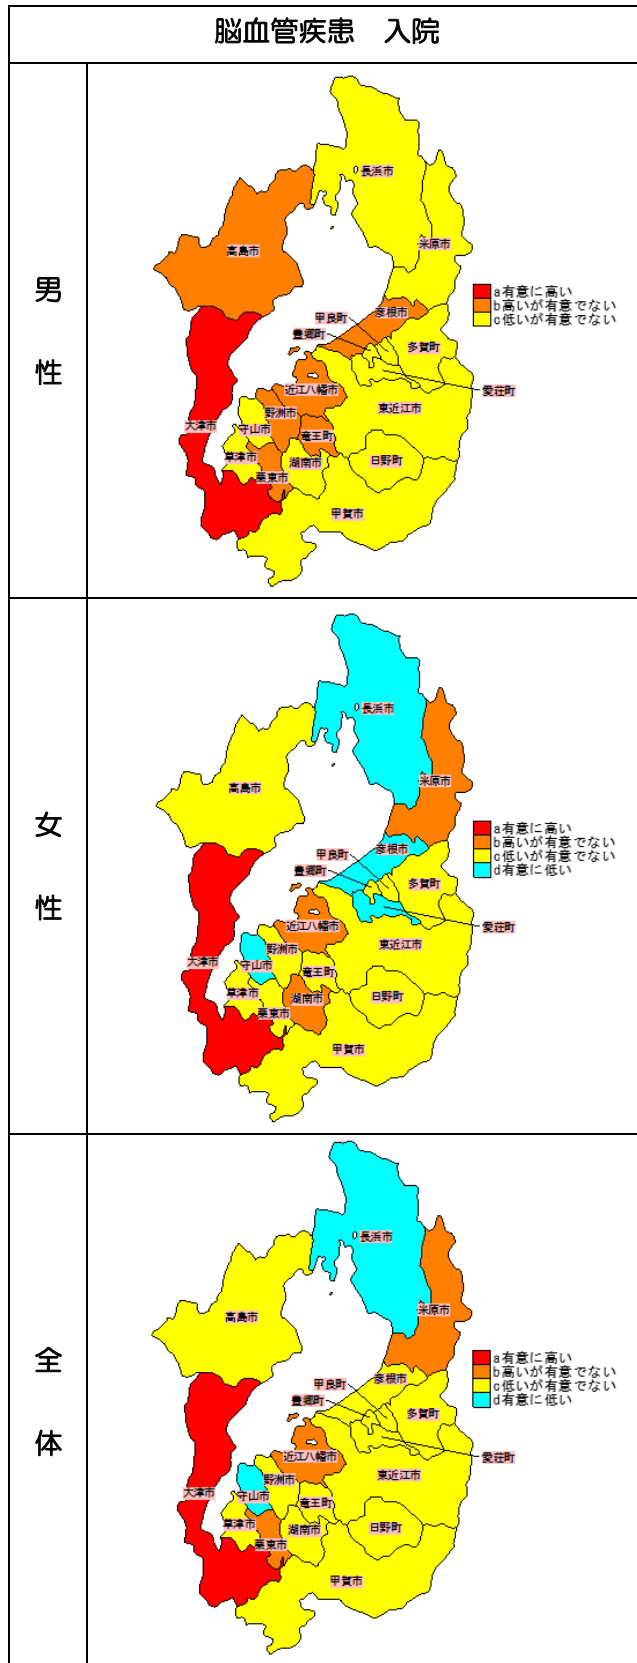 脳血管疾患　入院
男性
長浜市
米原市
高島市
a有意に高い
b高いが有意でない
c低いが有意でない
彦根市
甲良町
豊郷町
多賀町
愛荘町
近江八幡市
東近江市
野洲市
大津市
守山市
竜王町
草津市
湖南市
日野町
栗東市
甲賀市
女性
長浜市
米原市
高島市
a有意に高い
b高いが有意でない
c低いが有意でない
d有意に低い
彦根市
甲良町
豊郷町
多賀町
愛荘町
近江八幡市
東近江市
野洲市
大津市
守山市
竜王町
草津市
湖南市
日野町
栗東市
甲賀市
全体
長浜市
米原市
高島市
a有意に高い
b高いが有意でない
c低いが有意でない
d有意に低い
彦根市
甲良町
豊郷町
多賀町
愛荘町
近江八幡市
東近江市
野洲市
大津市
守山市
竜王町
草津市
湖南市
日野町
栗東市
甲賀市